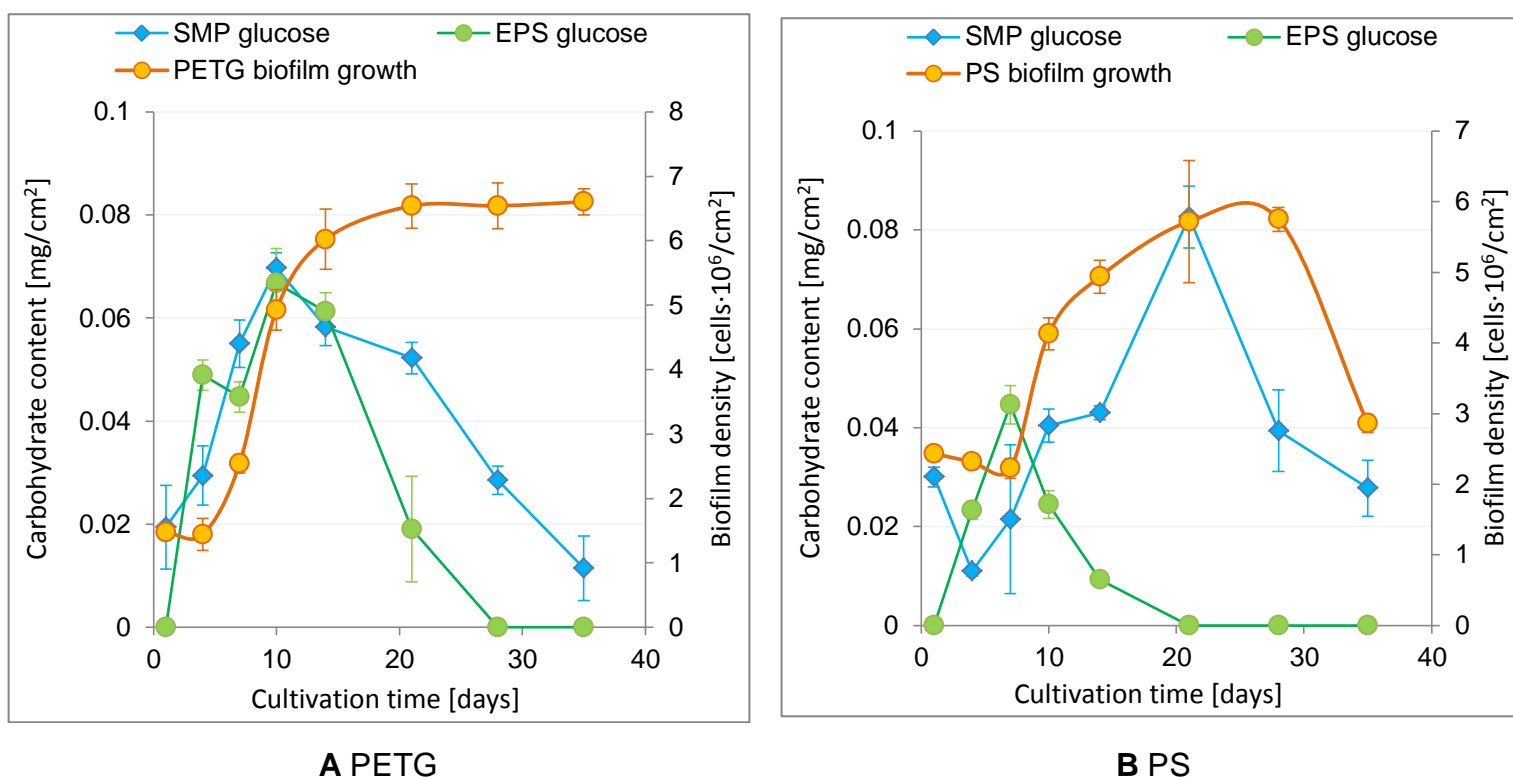 SMP glucose
EPS glucose
PETG biofilm growth
0.1
0.08
0.06
0.04
0.02
0
Carbohydrate content [mg/cm²]
8
7
6
5
4
3
2
1
0
Biofilm density [cells·10⁶/cm²]
0 10 20 30 40
Cultivation time [days]
A PETG
SMP glucose
EPS glucose
PS biofilm growth
0.1
0.08
0.06
0.04
0.02
0
Carbohydrate content [mg/cm²]
7
6
5
4
3
2
1
0
Biofilm density [cells·10⁶/cm²]
0 10 20 30 40
Cultivation time [days]
B PS